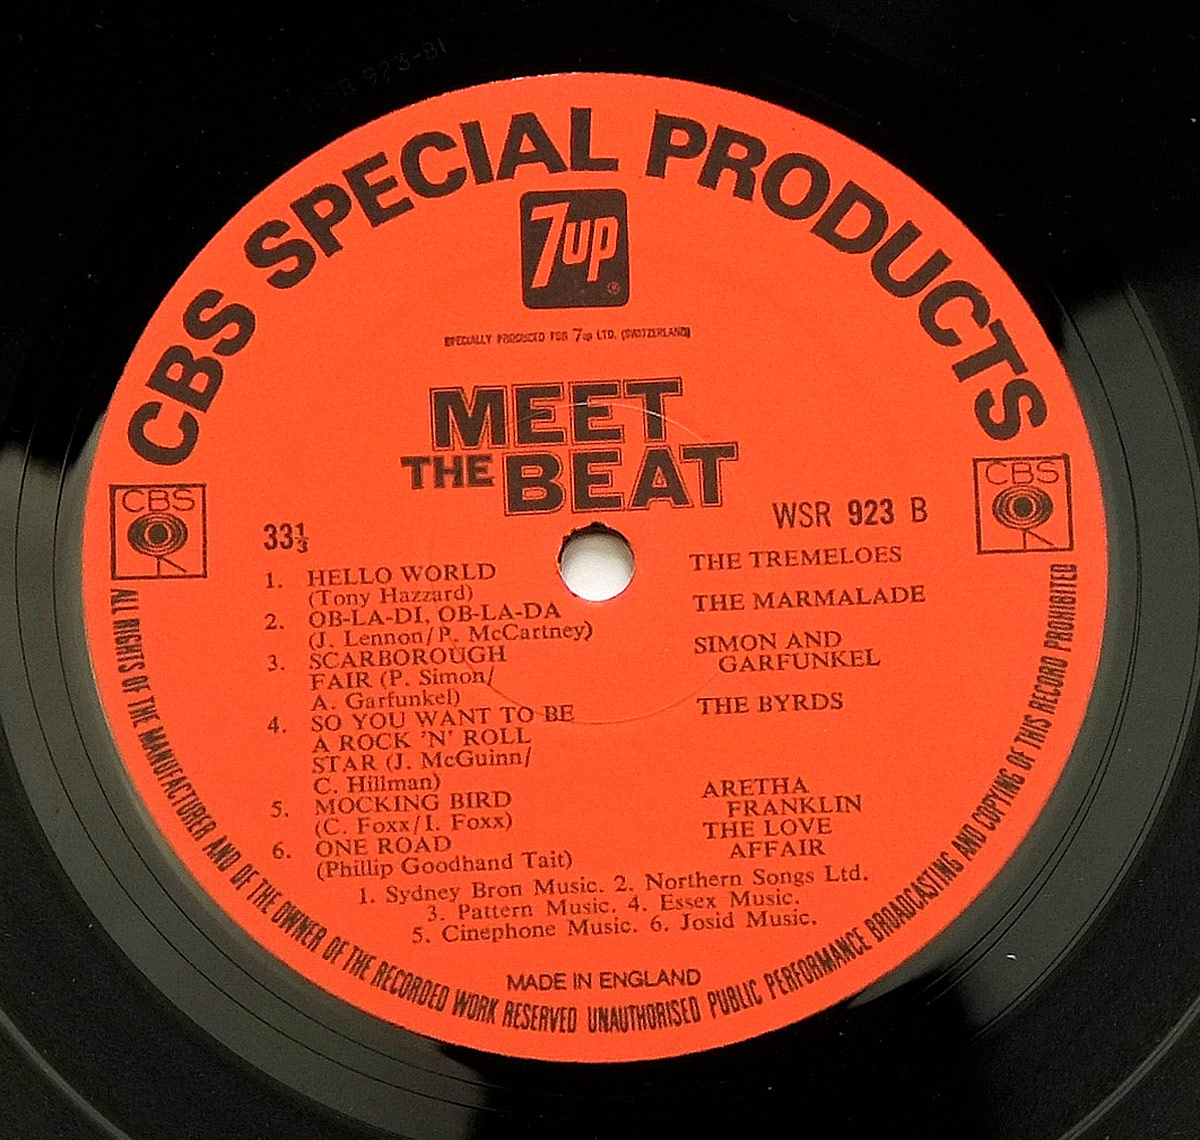 CBS SPECIAL PRODUCTS
7up
®
SPECIALLY PRODUCED FOR 7up LTD. (SWITZERLAND)
MEET
THE BEAT
CBS
CBS
33⅓
WSR 923 B
1. HELLO WORLD THE TREMELOES
(Tony Hazzard)
2. OB-LA-DI, OB-LA-DA THE MARMALADE
(J. Lennon/P. McCartney)
3. SCARBOROUGH SIMON AND
FAIR (P. Simon/ GARFUNKEL
A. Garfunkel)
4. SO YOU WANT TO BE THE BYRDS
A ROCK 'N' ROLL
STAR (J. McGuinn/
C. Hillman)
5. MOCKING BIRD ARETHA
(C. Foxx/I. Foxx) FRANKLIN
6. ONE ROAD THE LOVE
(Phillip Goodhand Tait) AFFAIR
1. Sydney Bron Music. 2. Northern Songs Ltd.
3. Pattern Music. 4. Essex Music.
5. Cinephone Music. 6. Josid Music.
MADE IN ENGLAND
ALL RIGHTS OF THE MANUFACTURER AND OF THE OWNER OF THE RECORDED WORK RESERVED UNAUTHORISED PUBLIC PERFORMANCE BROADCASTING AND COPYING OF THIS RECORD PROHIBITED